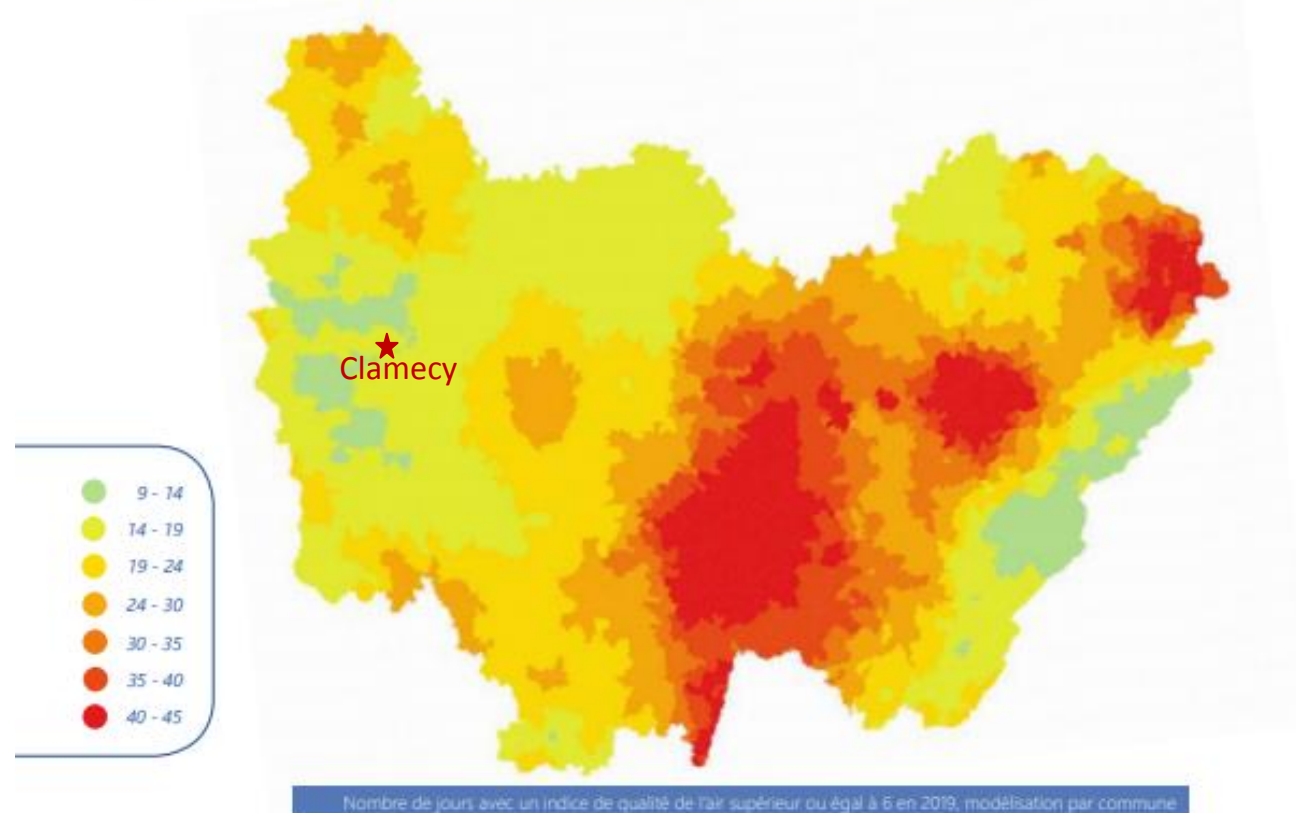 Clamecy
9 - 14
14 - 19
19 - 24
24 - 30
30 - 35
35 - 40
40 - 45
Nombre de jours avec un indice de qualité de l'air supérieur ou égal à 6 en 2019, modélisation par commune